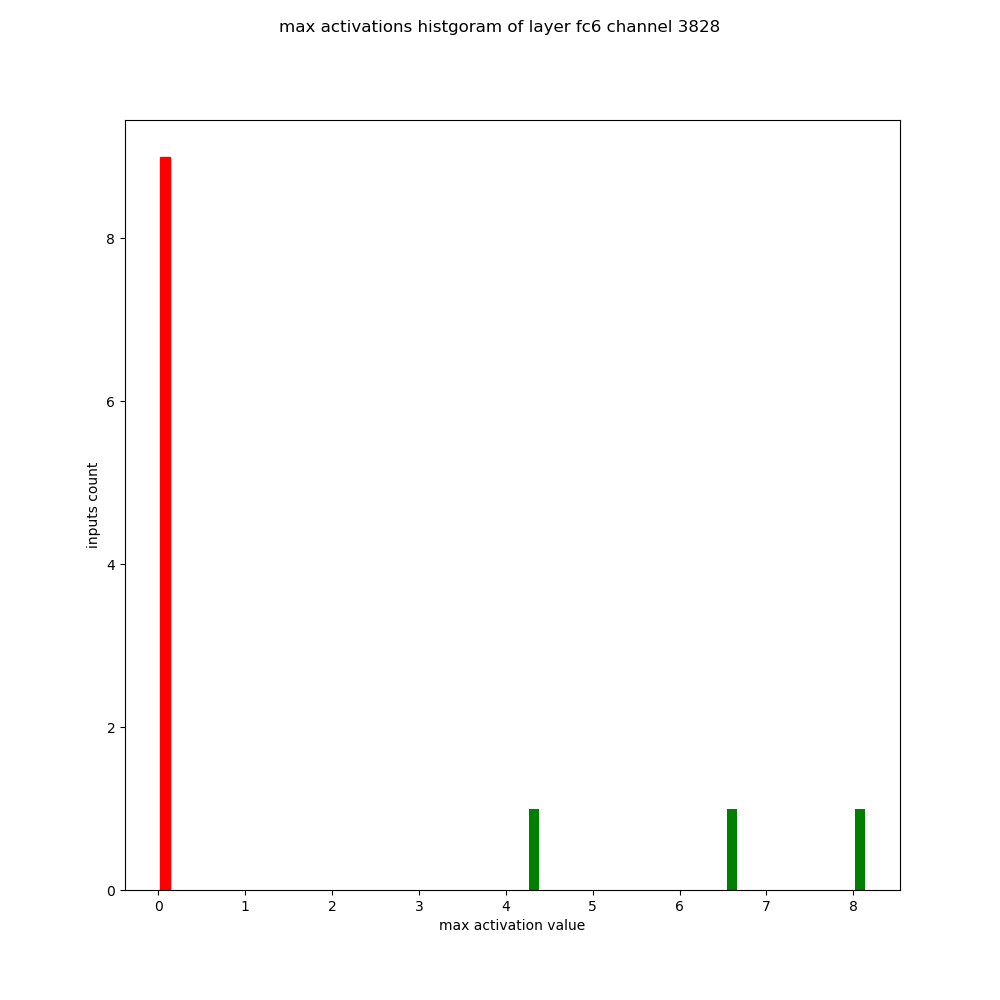 max activations histgoram of layer fc6 channel 3828
8
6
4
2
0
inputs count
0 1 2 3 4 5 6 7 8
max activation value